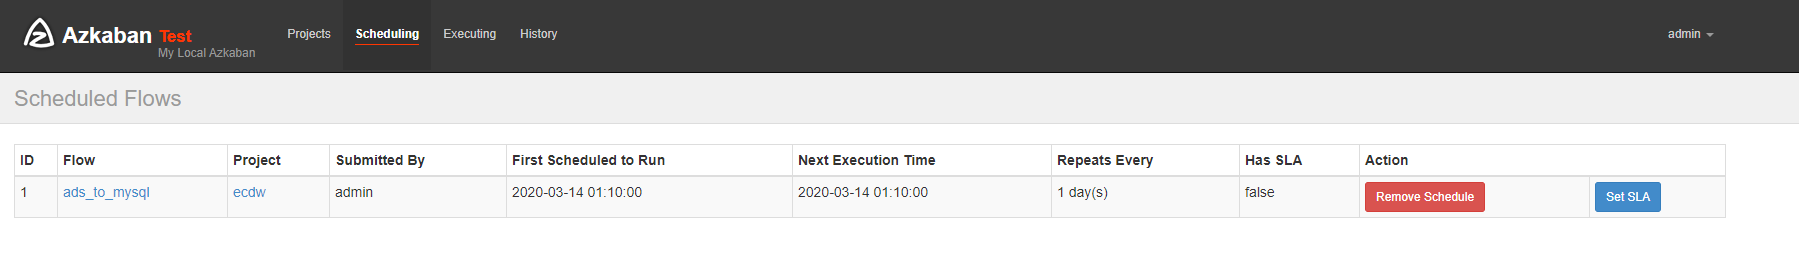 Azkaban Test
My Local Azkaban
Projects Scheduling Executing History
admin
Scheduled Flows
ID Flow Project Submitted By First Scheduled to Run Next Execution Time Repeats Every Has SLA Action
1 ads_to_mysql ecdw admin 2020-03-14 01:10:00 2020-03-14 01:10:00 1 day(s) false Remove Schedule Set SLA